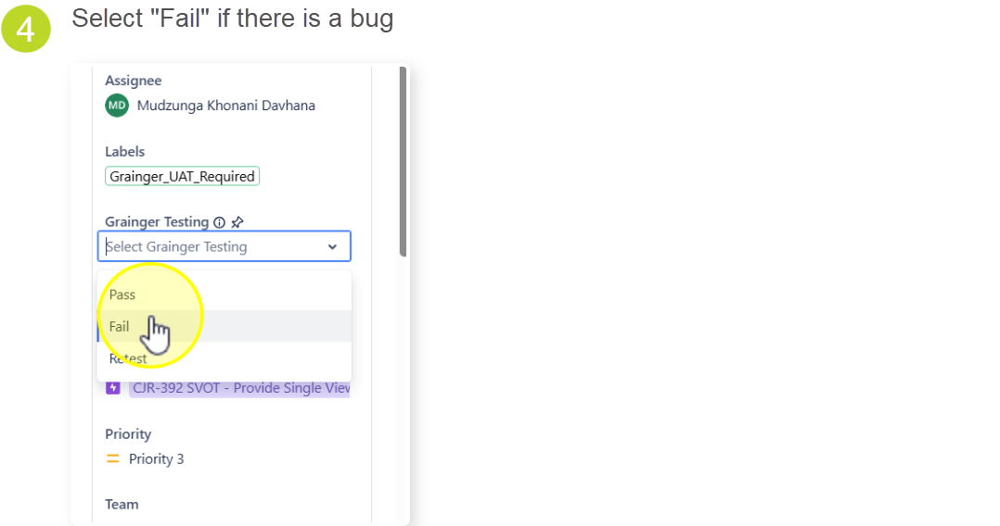 4
Select "Fail" if there is a bug
Assignee
MD Mudzunga Khonani Davhana
Labels
Grainger_UAT_Required
Grainger Testing
Select Grainger Testing
Pass
Fail
Retest
CJR-392 SVOT - Provide Single View
Priority
Priority 3
Team